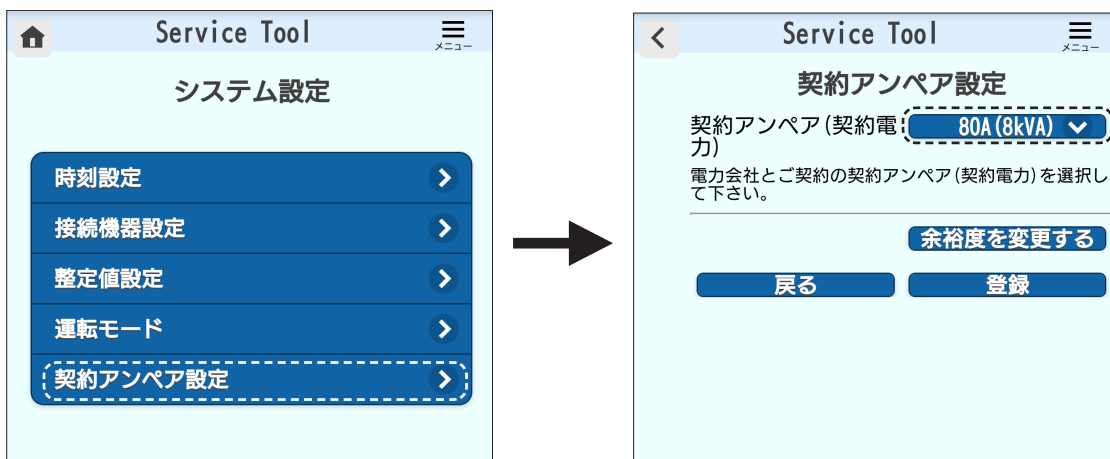 Service Tool
メニュー
システム設定
時刻設定
接続機器設定
整定値設定
運転モード
契約アンペア設定
Service Tool
メニュー
契約アンペア設定
契約アンペア(契約電
力)
80A(8kVA)
電力会社とご契約の契約アンペア(契約電力)を選択し
て下さい。
余裕度を変更する
戻る
登録